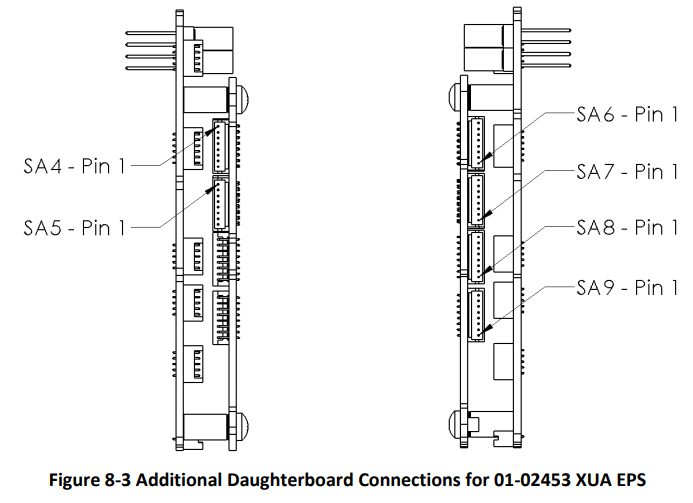 SA4 - Pin 1
SA5 - Pin 1
SA6 - Pin 1
SA7 - Pin 1
SA8 - Pin 1
SA9 - Pin 1
Figure 8-3 Additional Daughterboard Connections for 01-02453 XUA EPS